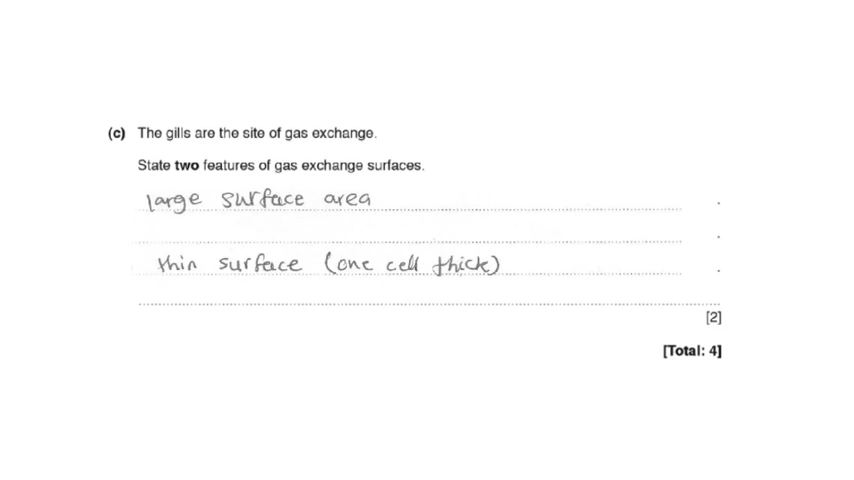 (c) The gills are the site of gas exchange.
State two features of gas exchange surfaces.
large surface area
thin surface (one cell thick)
[2]
[Total: 4]